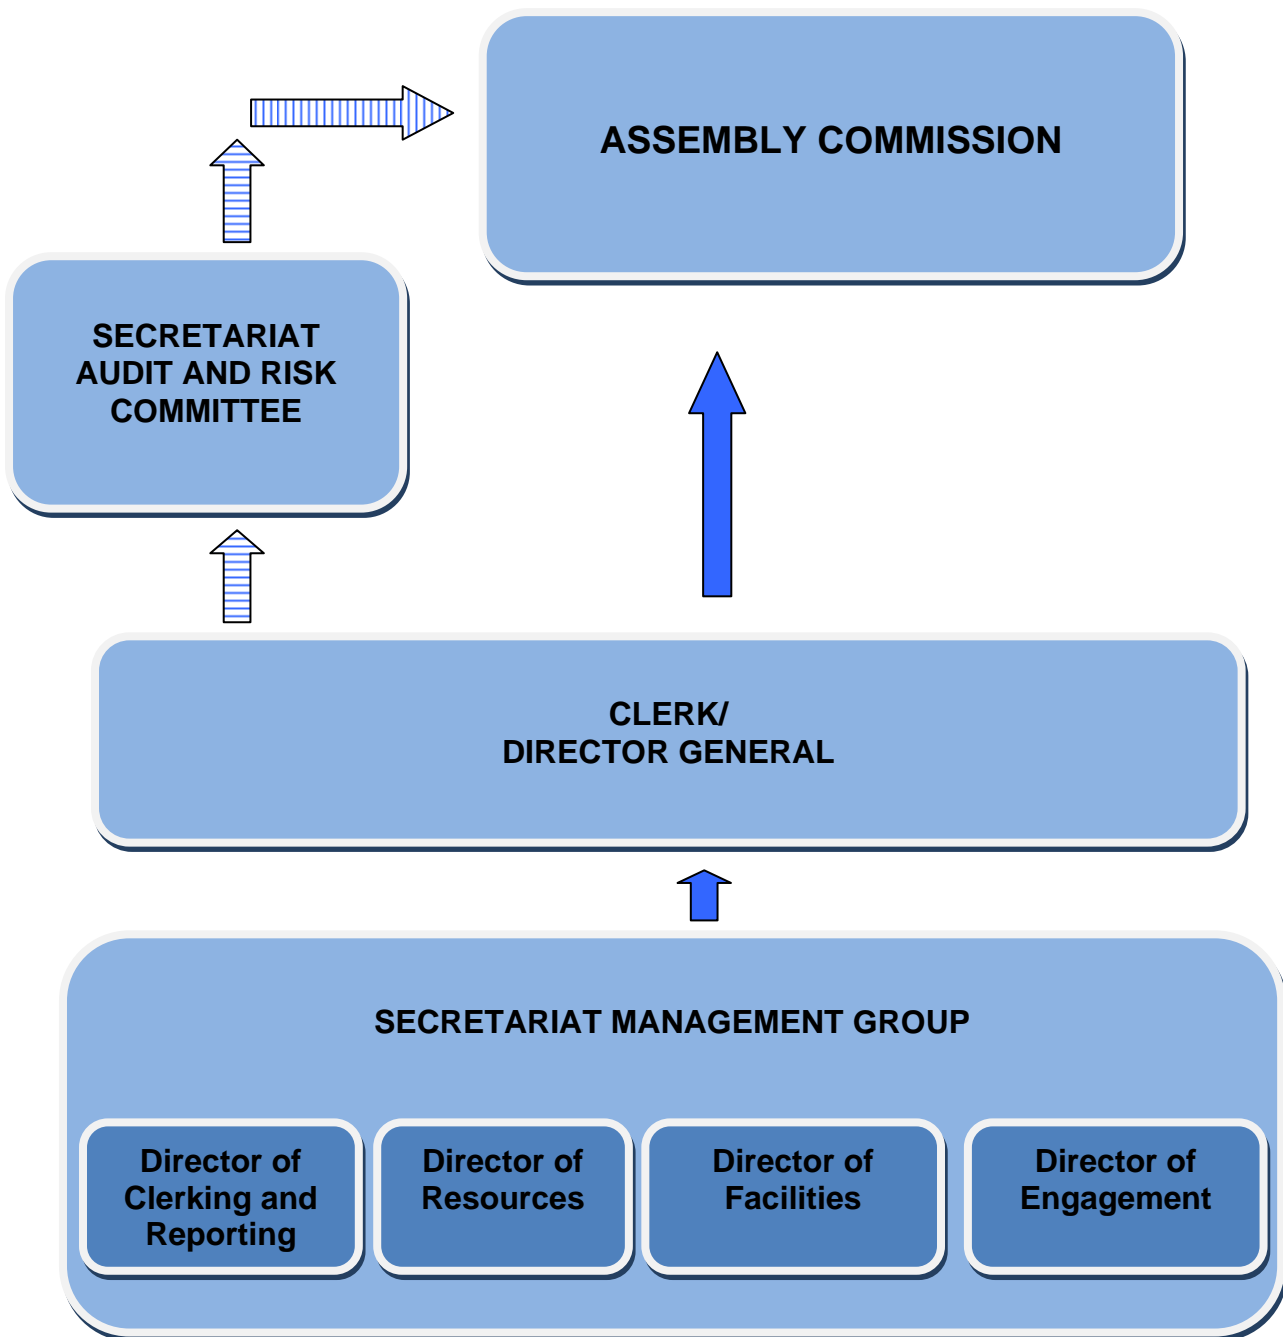 ASSEMBLY COMMISSION
SECRETARIAT
AUDIT AND RISK
COMMITTEE
CLERK/
DIRECTOR GENERAL
SECRETARIAT MANAGEMENT GROUP
Director of
Clerking and
Reporting
Director of
Resources
Director of
Facilities
Director of
Engagement